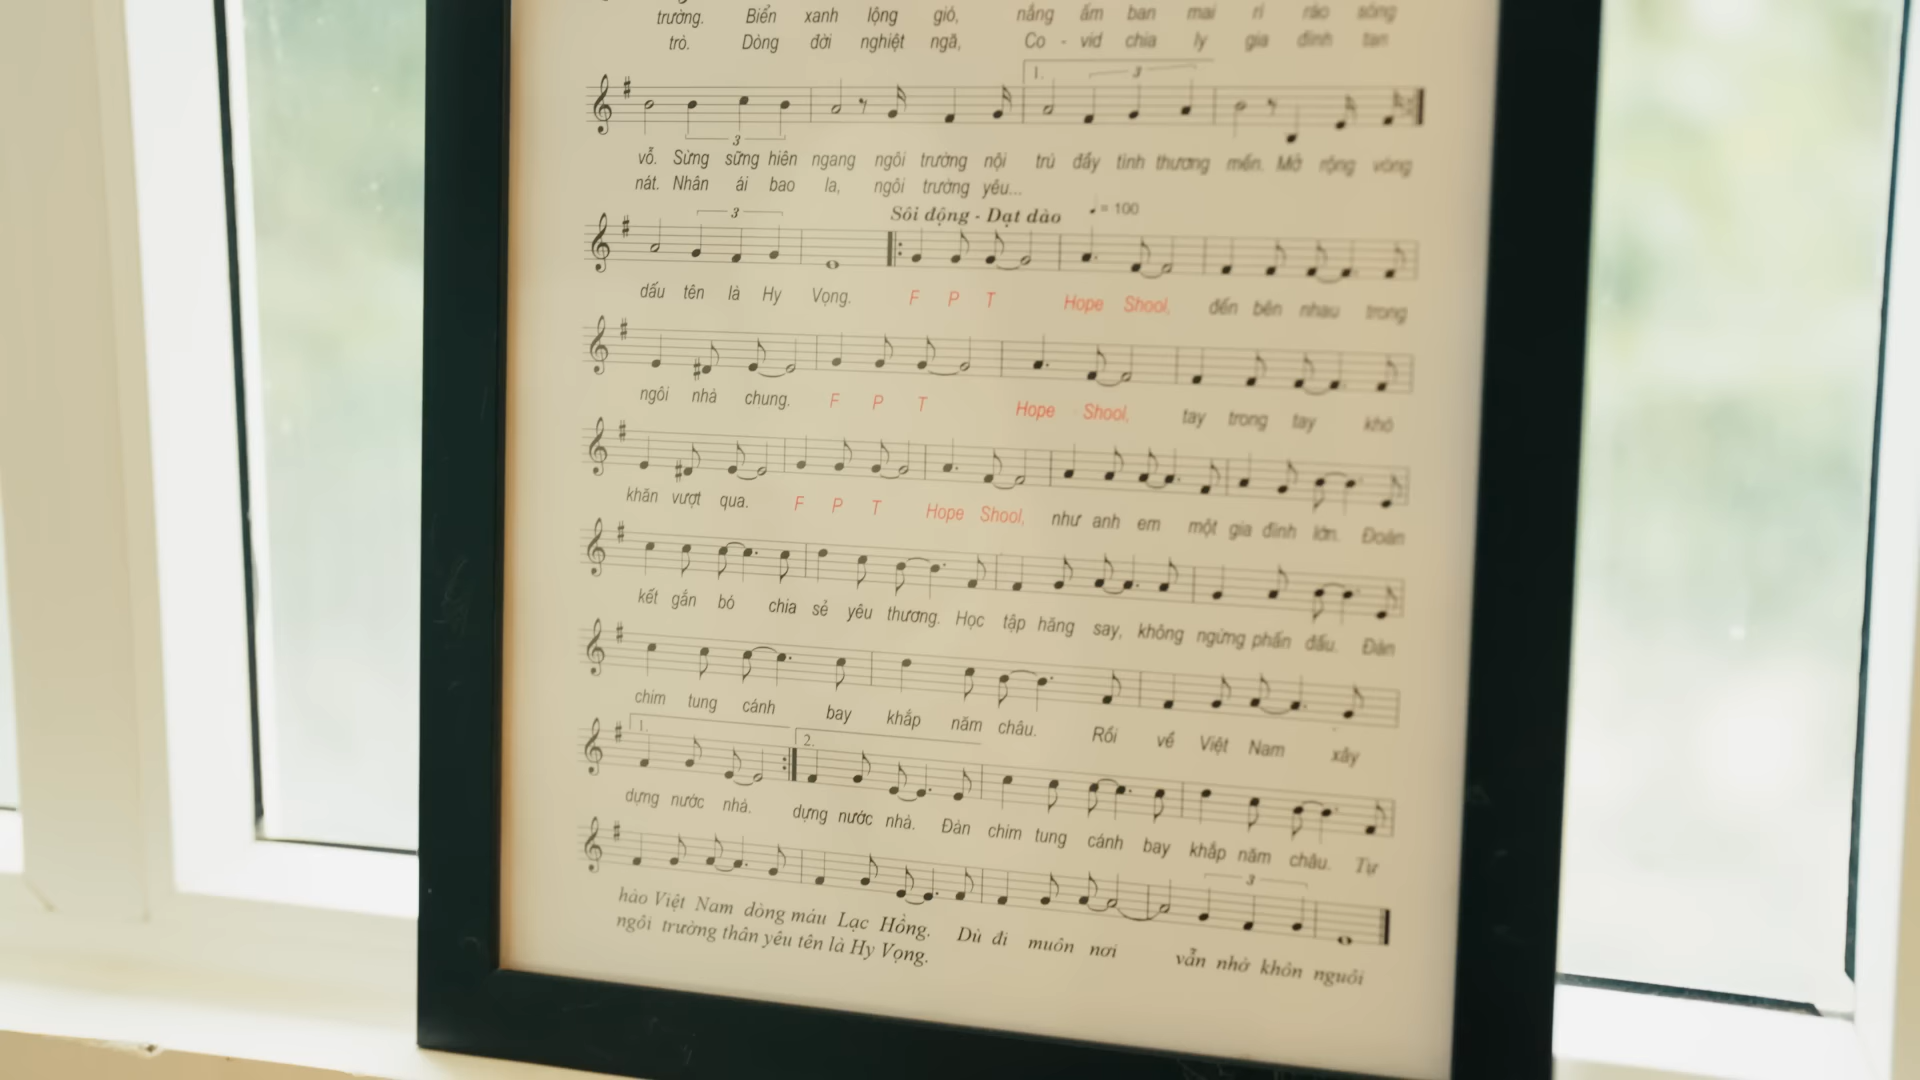 trường. Biển xanh lộng gió, nắng ấm ban mai rì rào sóng
trò. Dòng đời nghiệt ngã, Co - vid chia ly gia đình tan
1. 3
3
vỗ. Sừng sững hiên ngang ngôi trường nội trú đầy tình thương mến. Mở rộng vòng
nát. Nhân ái bao la, ngôi trường yêu...
Sôi động - Dạt dào = 100
3
dấu tên là Hy Vọng. F P T Hope Shool, đến bên nhau trong
ngôi nhà chung. F P T Hope Shool, tay trong tay khó
khăn vượt qua. F P T Hope Shool, như anh em một gia đình lớn. Đoàn
kết gắn bó chia sẻ yêu thương. Học tập hăng say, không ngừng phấn đấu. Đàn
chim tung cánh bay khắp năm châu. Rồi về Việt Nam xây
1. 2.
dựng nước nhà. dựng nước nhà. Đàn chim tung cánh bay khắp năm châu. Tự
3
hào Việt Nam dòng máu Lạc Hồng. Dù đi muôn nơi vẫn nhớ khôn nguôi
ngôi trường thân yêu tên là Hy Vọng.